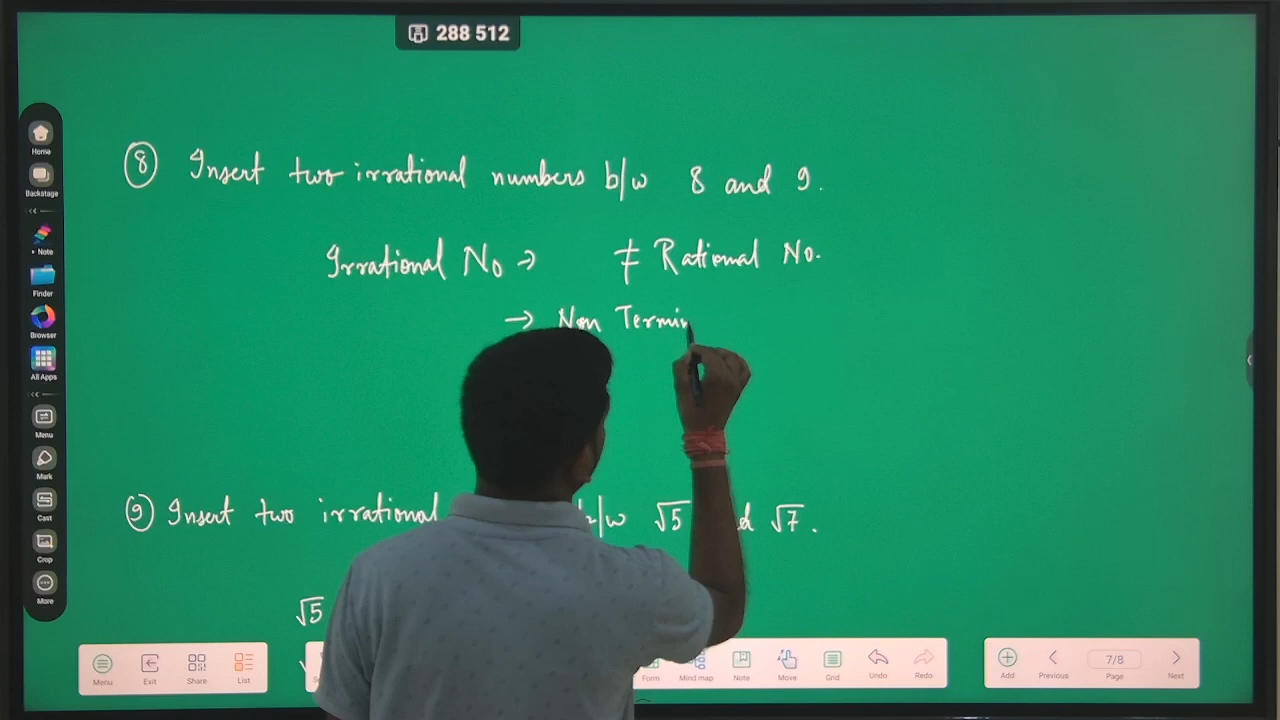 288 512
⑧ Insert two irrational numbers b/w 8 and 9.
Irrational No → ≠ Rational No.
→ Non Termin
⑨ Insert two irrational b/w √5 √7.
√5
Home
Backstage
Note
Finder
Browser
All Apps
Menu
Mark
Cast
Crop
More
Menu Exit Share List Form Mind map Note Move Grid Undo Redo Add Previous Page Next
7/8